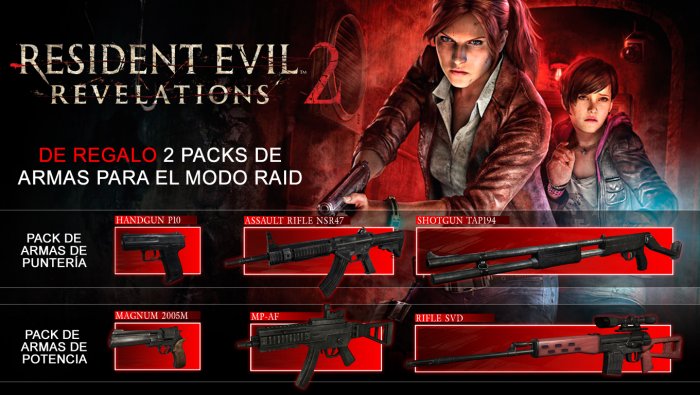 RESIDENT EVIL™
REVELATIONS 2
DE REGALO 2 PACKS DE
ARMAS PARA EL MODO RAID
PACK DE
ARMAS DE
PUNTERÍA
HANDGUN P10
ASSAULT RIFLE NSR47
SHOTGUN TAP194
PACK DE
ARMAS DE
POTENCIA
MAGNUM 2005M
MP-AF
RIFLE SVD